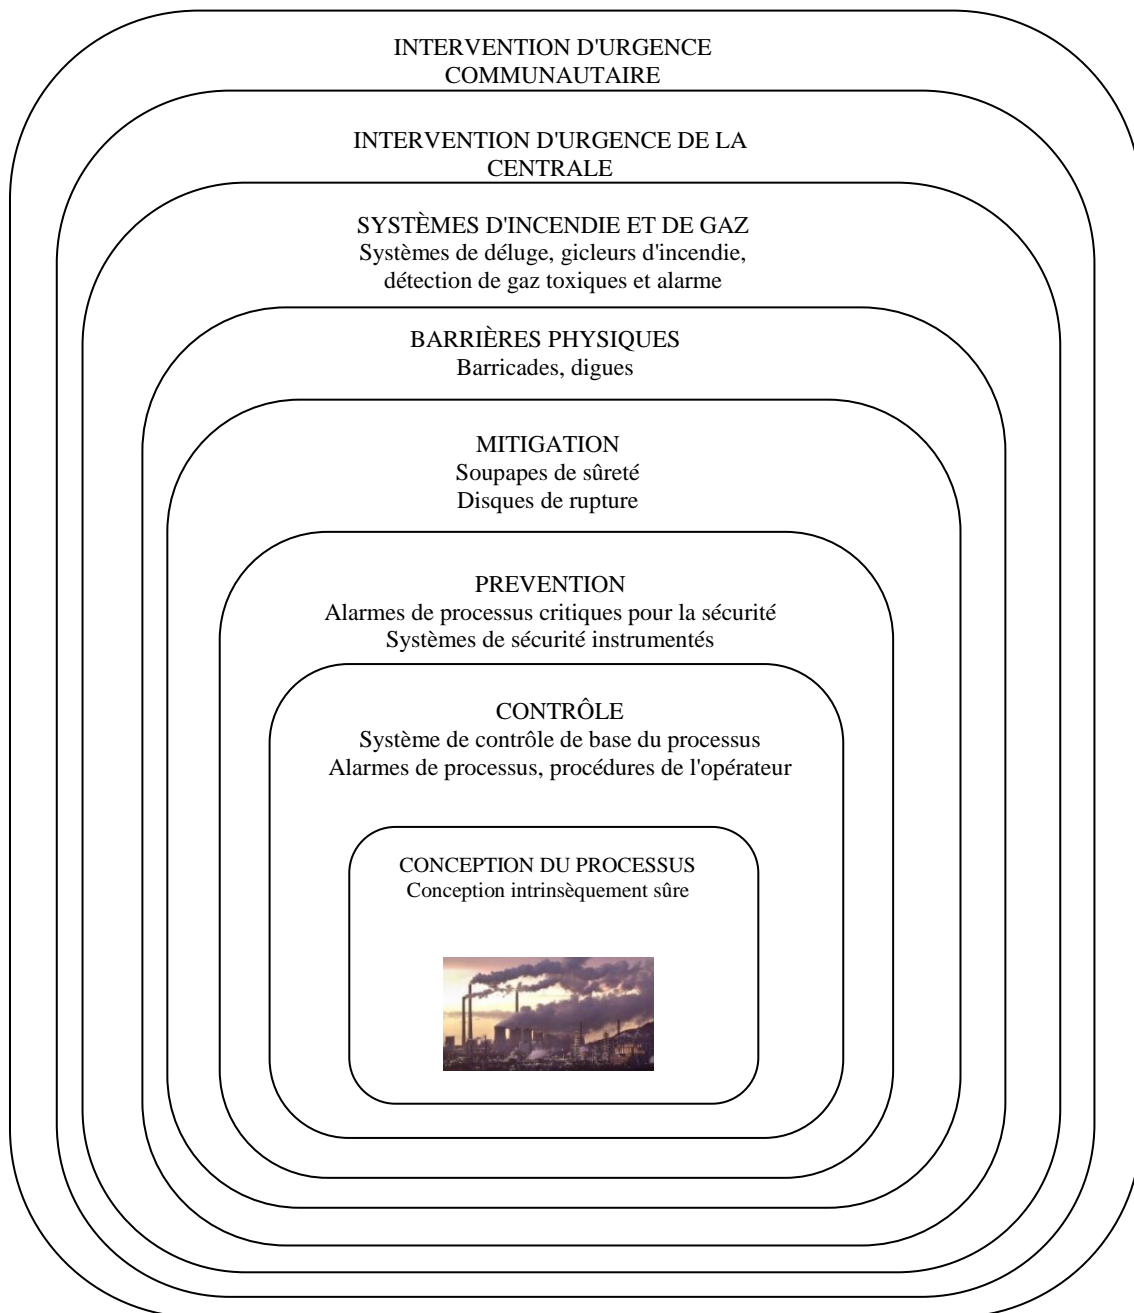 INTERVENTION D'URGENCE
COMMUNAUTAIRE
INTERVENTION D'URGENCE DE LA
CENTRALE
SYSTÈMES D'INCENDIE ET DE GAZ
Systèmes de déluge, gicleurs d'incendie,
détection de gaz toxiques et alarme
BARRIÈRES PHYSIQUES
Barricades, digues
MITIGATION
Soupapes de sûreté
Disques de rupture
PREVENTION
Alarmes de processus critiques pour la sécurité
Systèmes de sécurité instrumentés
CONTRÔLE
Système de contrôle de base du processus
Alarmes de processus, procédures de l'opérateur
CONCEPTION DU PROCESSUS
Conception intrinsèquement sûre